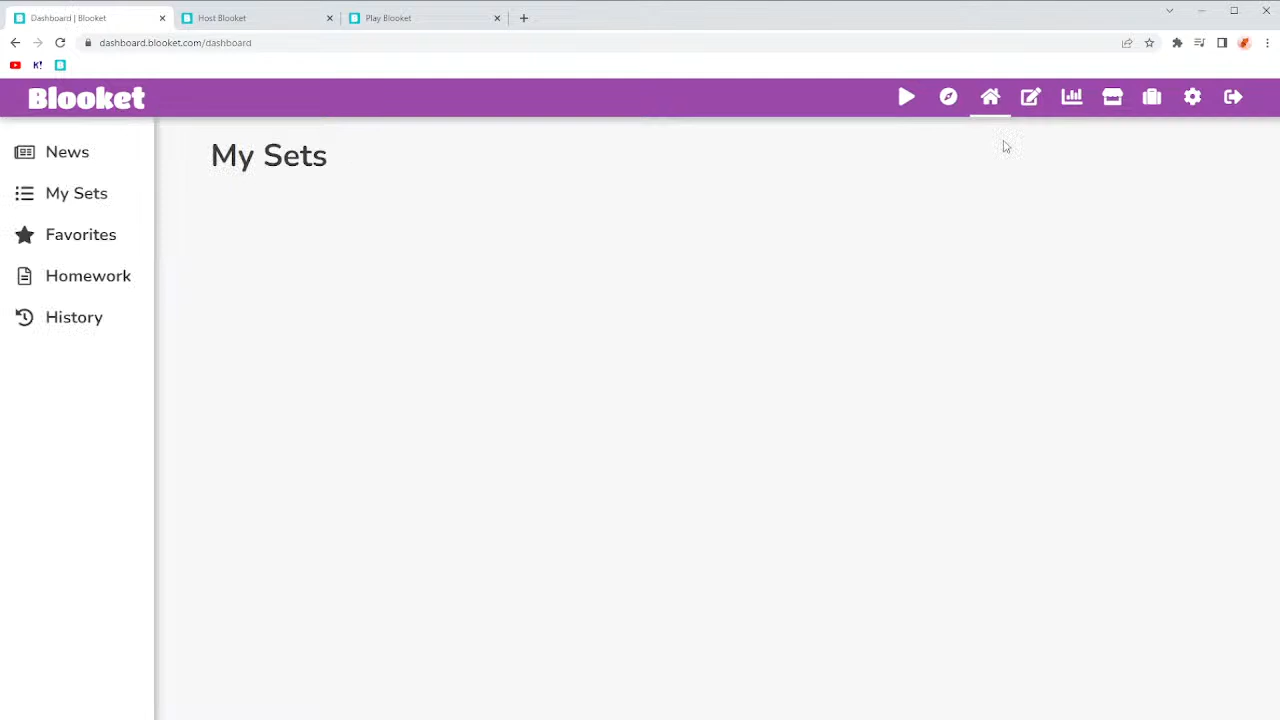 Dashboard | Blooket
Host Blooket
Play Blooket
dashboard.blooket.com/dashboard
K!
Blooket
News
My Sets
My Sets
Favorites
Homework
History